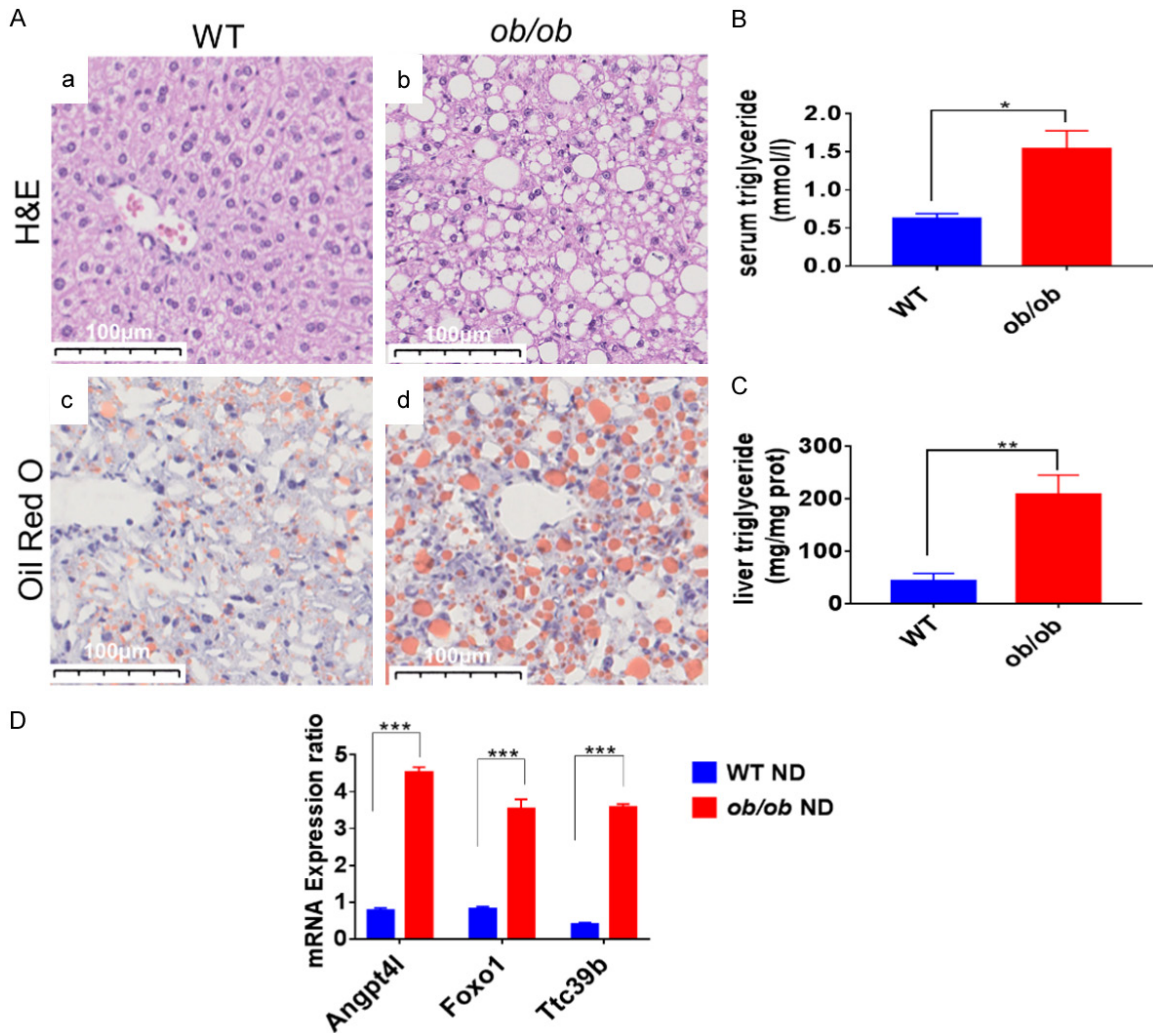 A
WT
ob/ob
H&E
a
100µm
b
100µm
Oil Red O
c
100µm
d
100µm
B
serum triglyceride
(mmol/l)
2.0
1.5
1.0
0.5
0.0
*
WT
ob/ob
C
liver triglyceride
(mg/mg prot)
300
200
100
0
**
WT
ob/ob
D
mRNA Expression ratio
5
4
3
2
1
0
***
***
***
Angpt4l
Foxo1
Ttc39b
WT ND
ob/ob ND